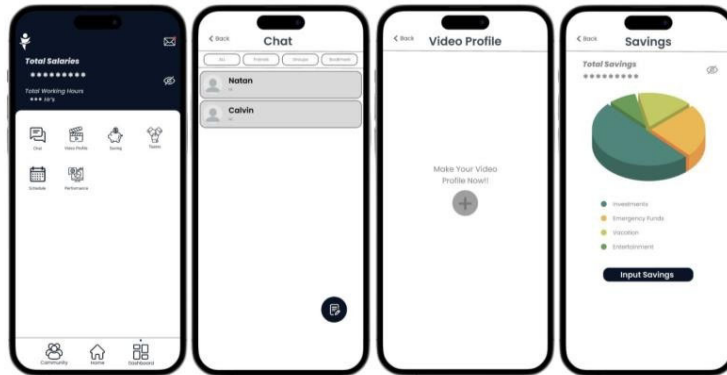 Total Salaries
*********
Total Working Hours
*** Hr's
Chat
Video Profile
Saving
Schedule
Performance
Community
Home
Dashboard
< Back
Chat
ALL
Friends
Groups
Natan
Calvin
< Back
Video Profile
Make Your Video
Profile Now!!
+
< Back
Savings
Total Savings
*********
Investments
Emergency Funds
Vacation
Entertainment
Input Savings